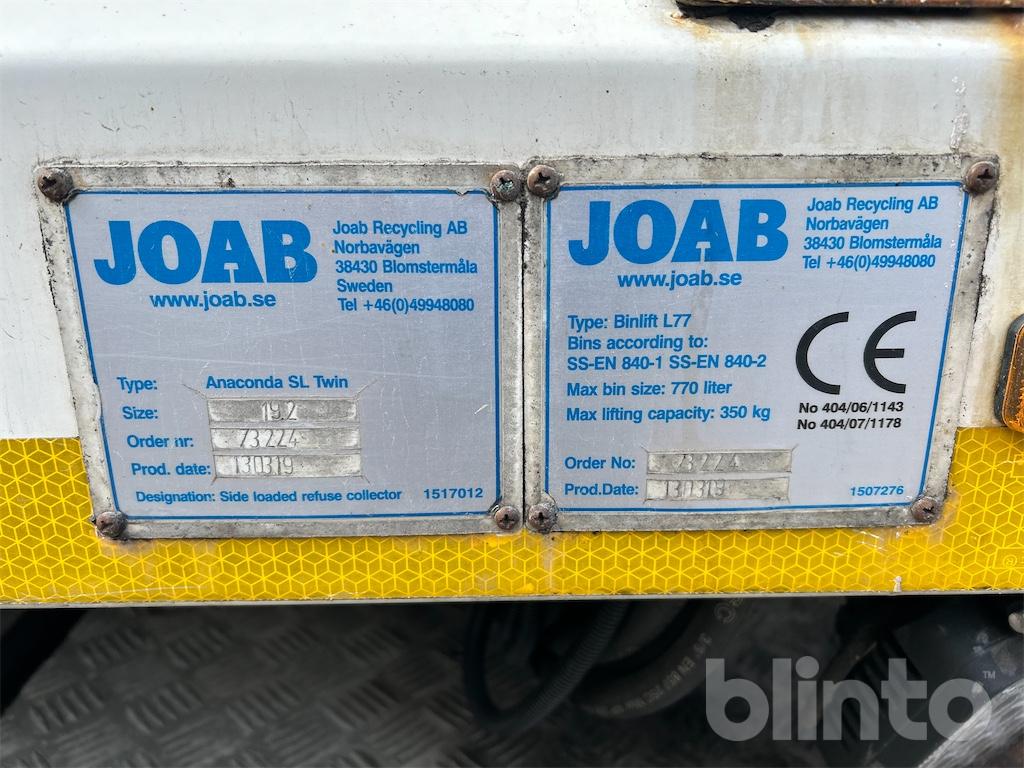 JOAB
www.joab.se
Joab Recycling AB
Norbavägen
38430 Blomstermåla
Sweden
Tel +46(0)49948080
Type: Anaconda SL Twin
Size: 19.2
Order nr: 73224
Prod. date: 130319
Designation: Side loaded refuse collector 1517012
JOAB
www.joab.se
Joab Recycling AB
Norbavägen
38430 Blomstermåla
Tel +46(0)49948080
Type: Binlift L77
Bins according to:
SS-EN 840-1 SS-EN 840-2
Max bin size: 770 liter
Max lifting capacity: 350 kg
CE
No 404/06/1143
No 404/07/1178
Order No: 73224
Prod.Date: 130319
1507276
blinto™